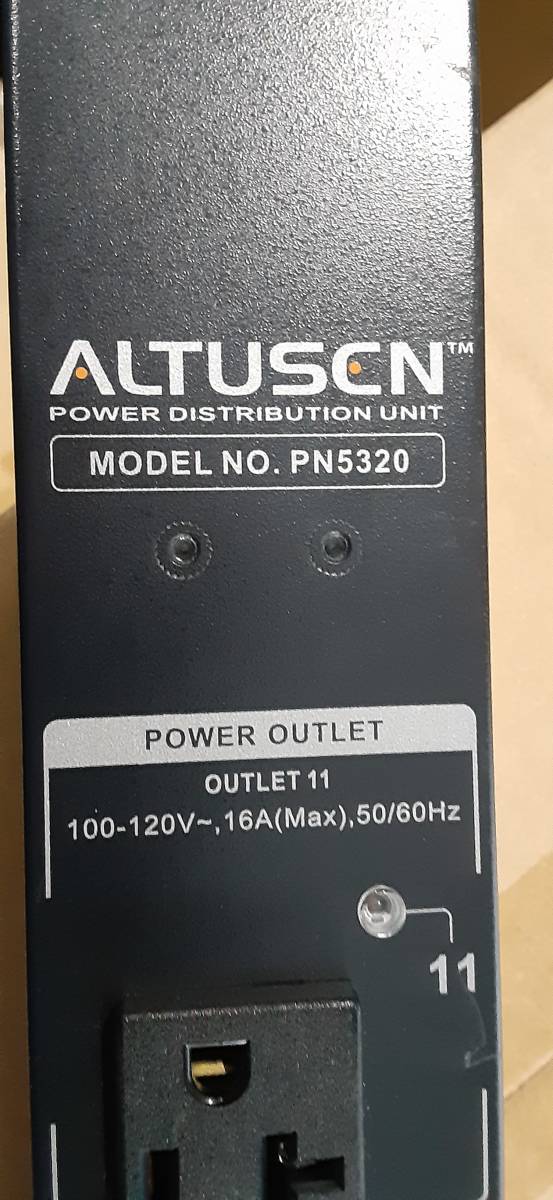 ALTUSEN™
POWER DISTRIBUTION UNIT
MODEL NO. PN5320
POWER OUTLET
OUTLET 11
100-120V~,16A(Max),50/60Hz
11